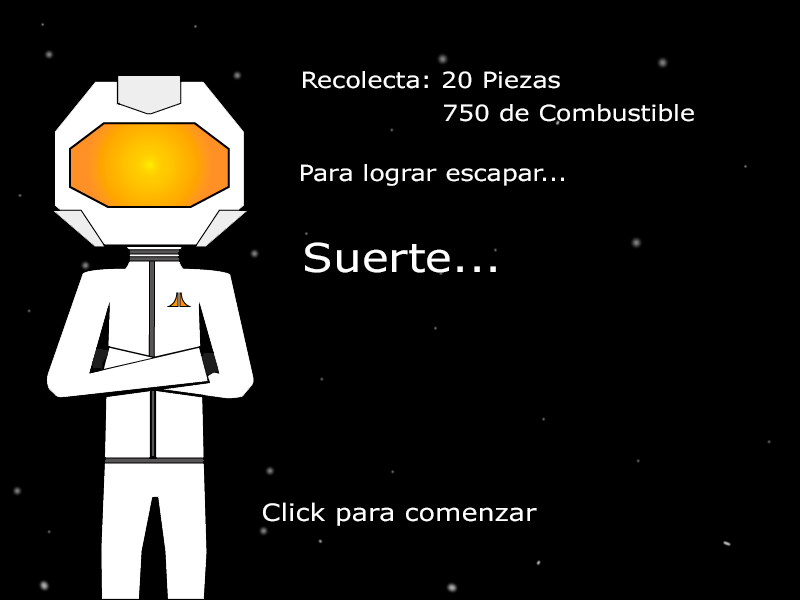 Recolecta: 20 Piezas
750 de Combustible
Para lograr escapar...
Suerte...
Click para comenzar